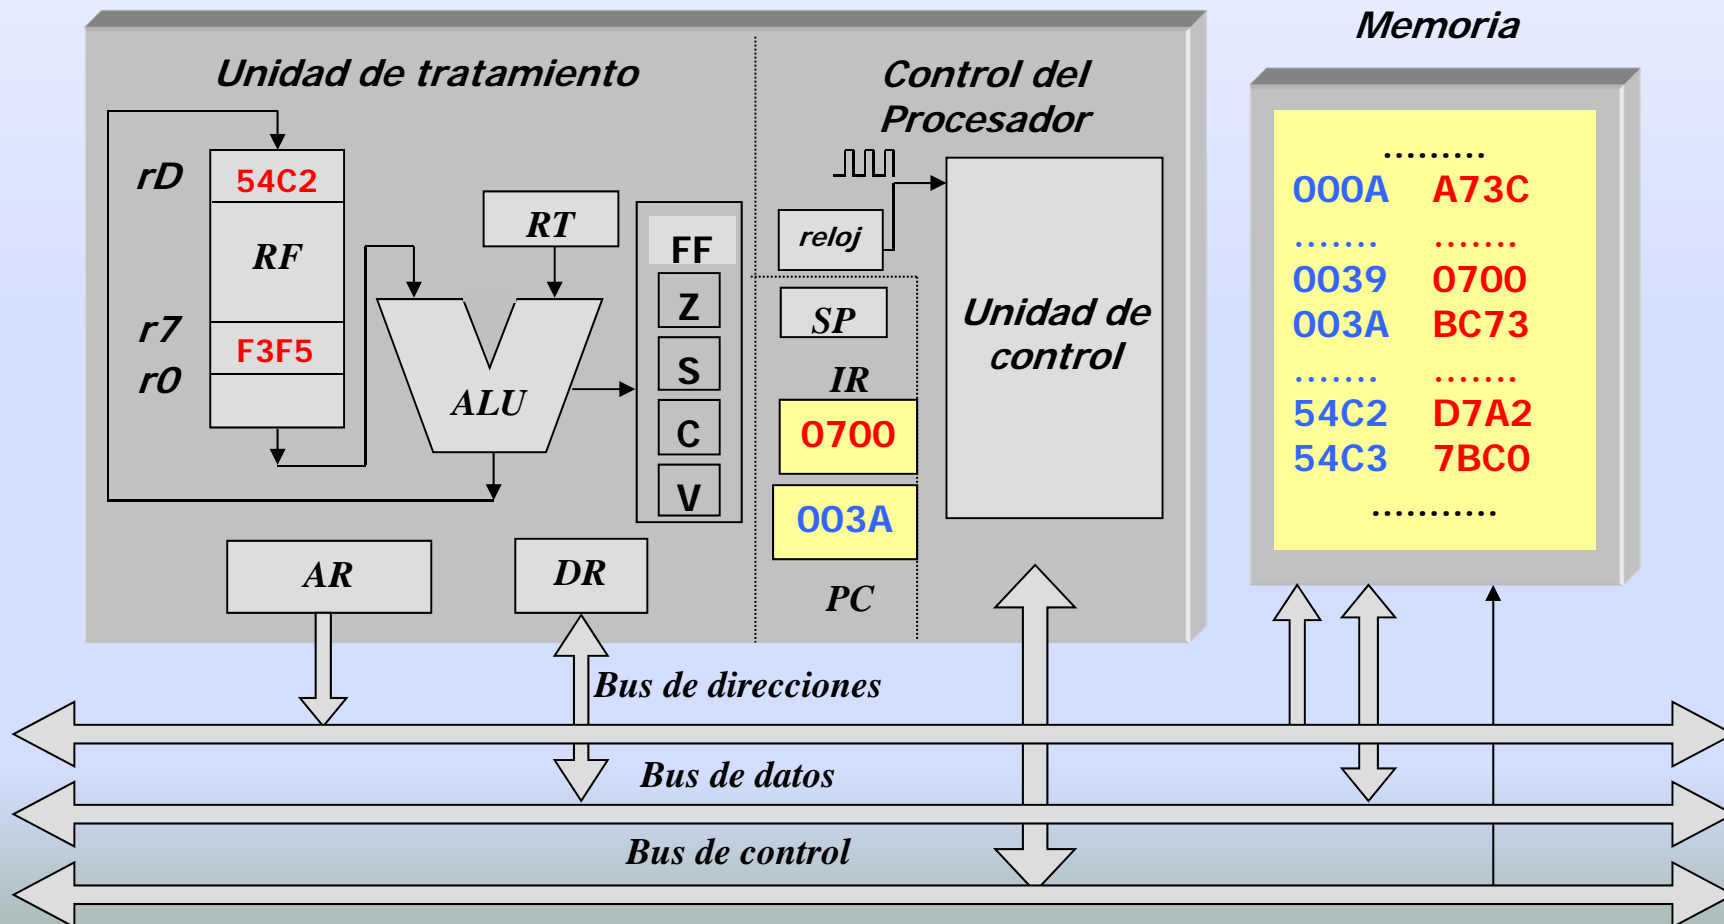 Memoria
Unidad de tratamiento
Control del
Procesador
rD
54C2
RF
r7
F3F5
r0
RT
ALU
FF
Z
S
C
V
reloj
SP
IR
0700
003A
PC
Unidad de
control
.........
000A A73C
....... .......
0039 0700
003A BC73
....... .......
54C2 D7A2
54C3 7BC0
...........
AR
DR
Bus de direcciones
Bus de datos
Bus de control